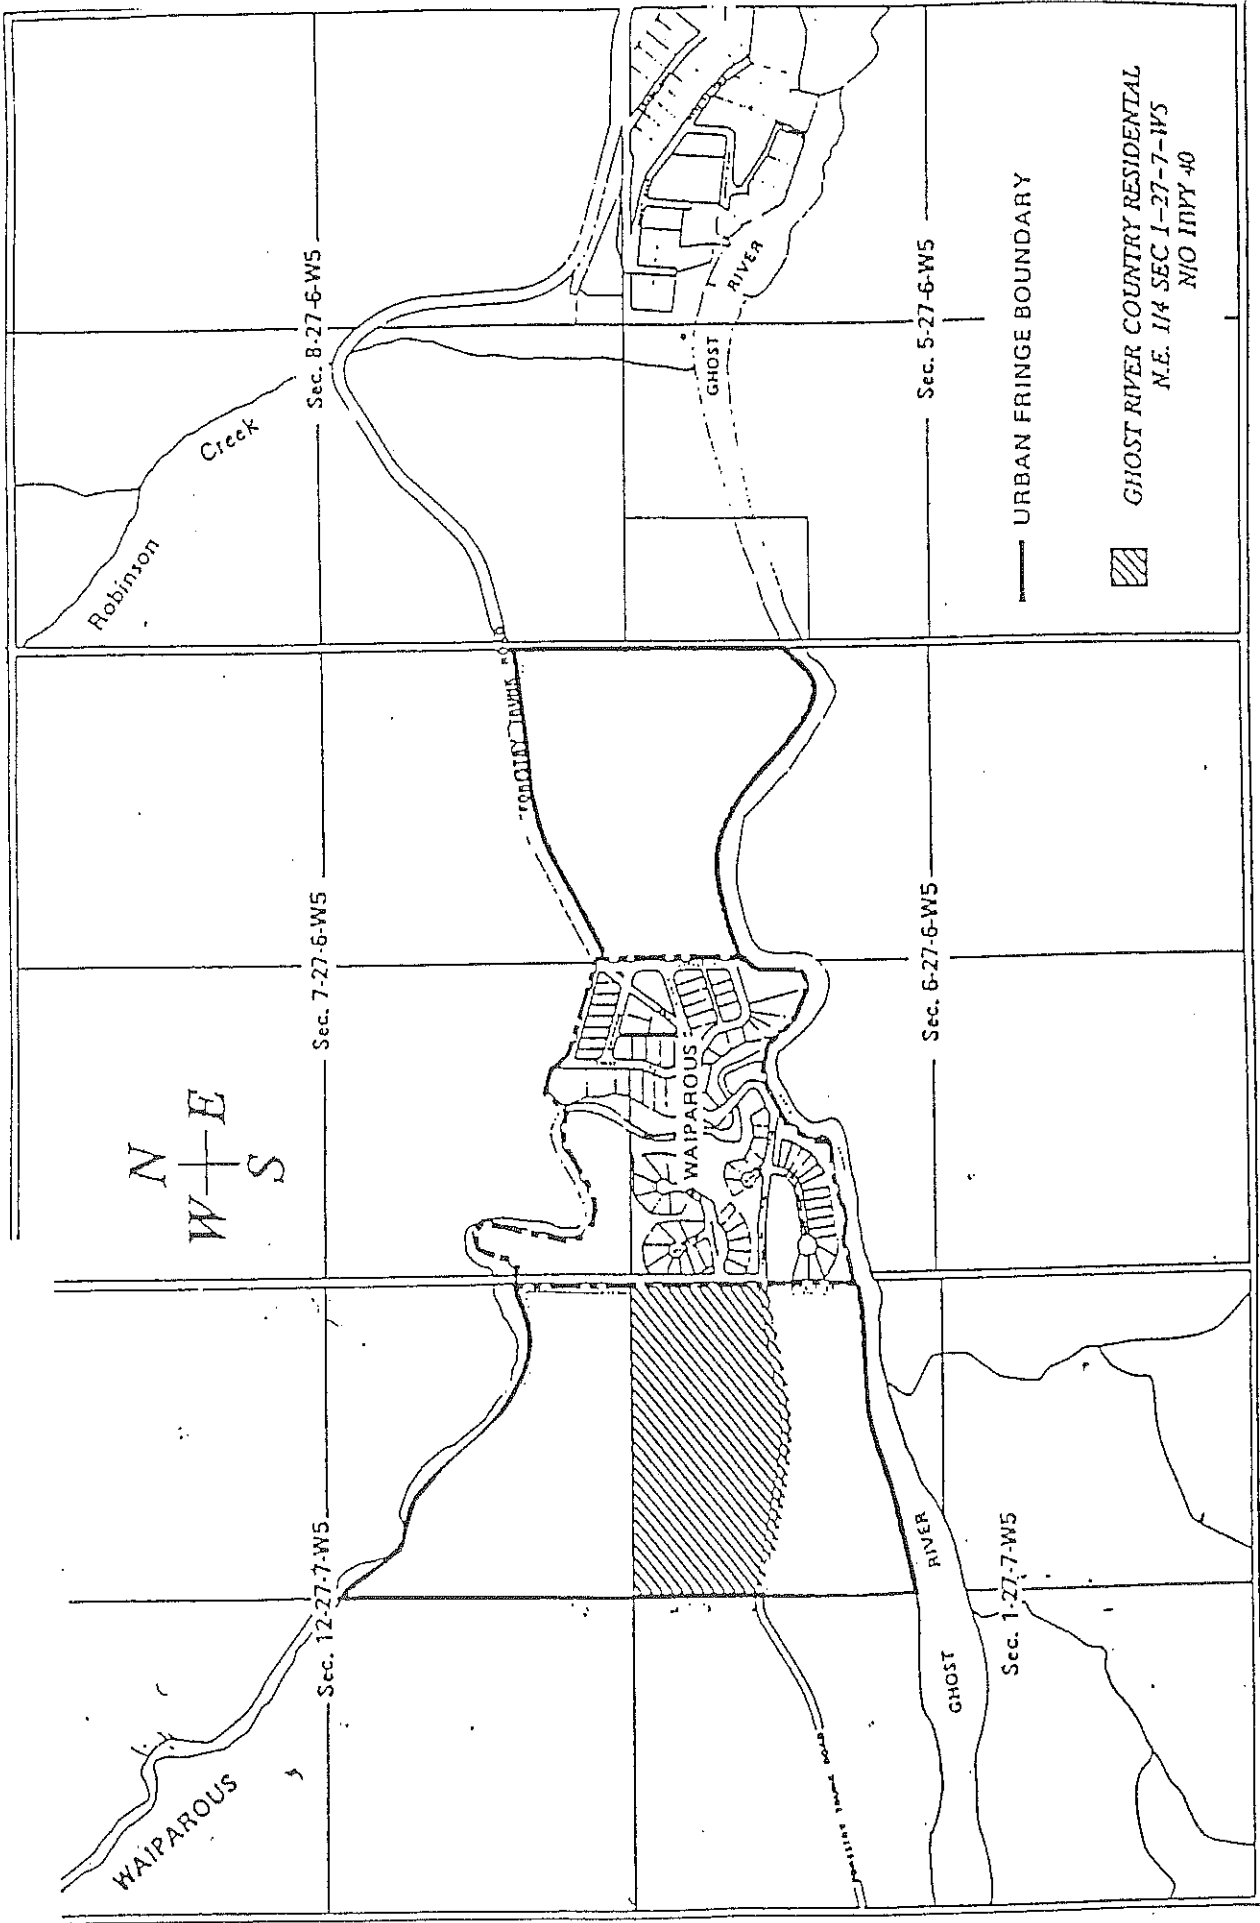 N
W E
S
WAIPAROUS
Robinson
Creek
Sec. 12-27-7-W5
Sec. 7-27-6-W5
Sec. 8-27-6-W5
WAIPAROUS
GHOST
RIVER
GHOST
RIVER
Sec. 1-27-7-W5
Sec. 6-27-6-W5
Sec. 5-27-6-W5
URBAN FRINGE BOUNDARY
GHOST RIVER COUNTRY RESIDENTAL
N.E. 1/4 SEC 1-27-7-W5
N/O HWY 40